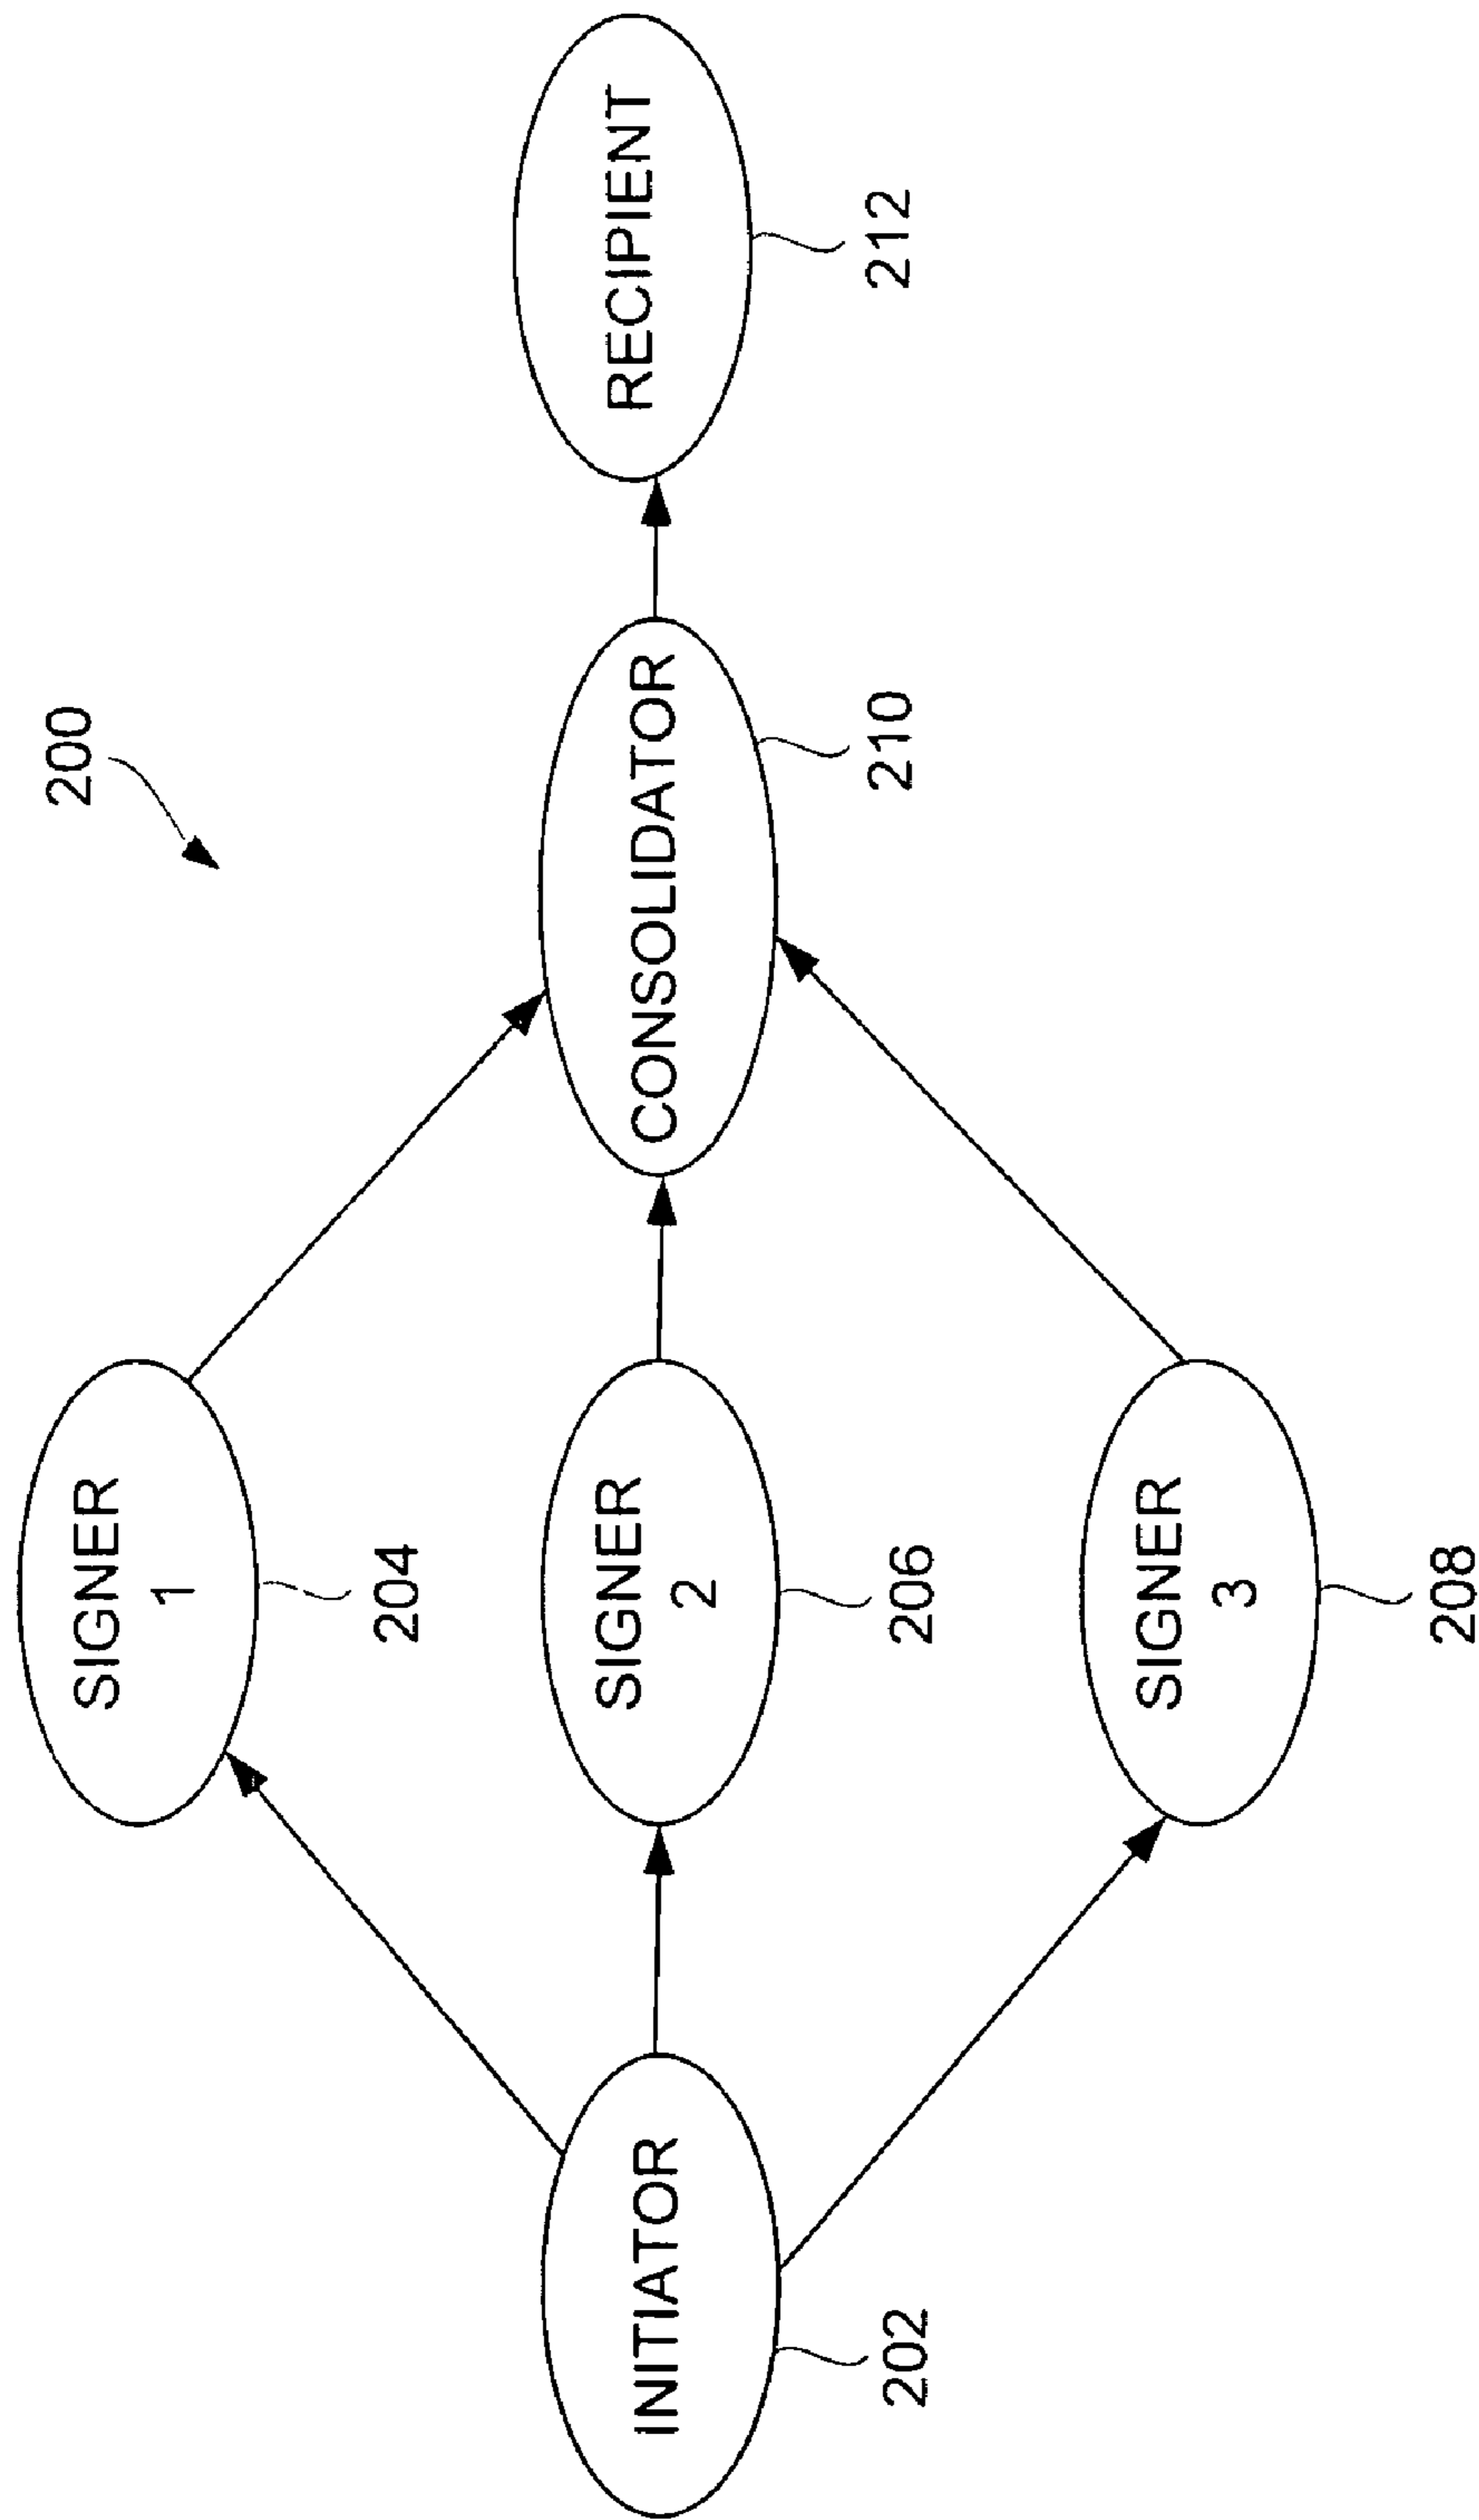 200
SIGNER
1
204
INITIATOR
202
SIGNER
2
206
CONSOLIDATOR
210
RECIPIENT
212
SIGNER
3
208